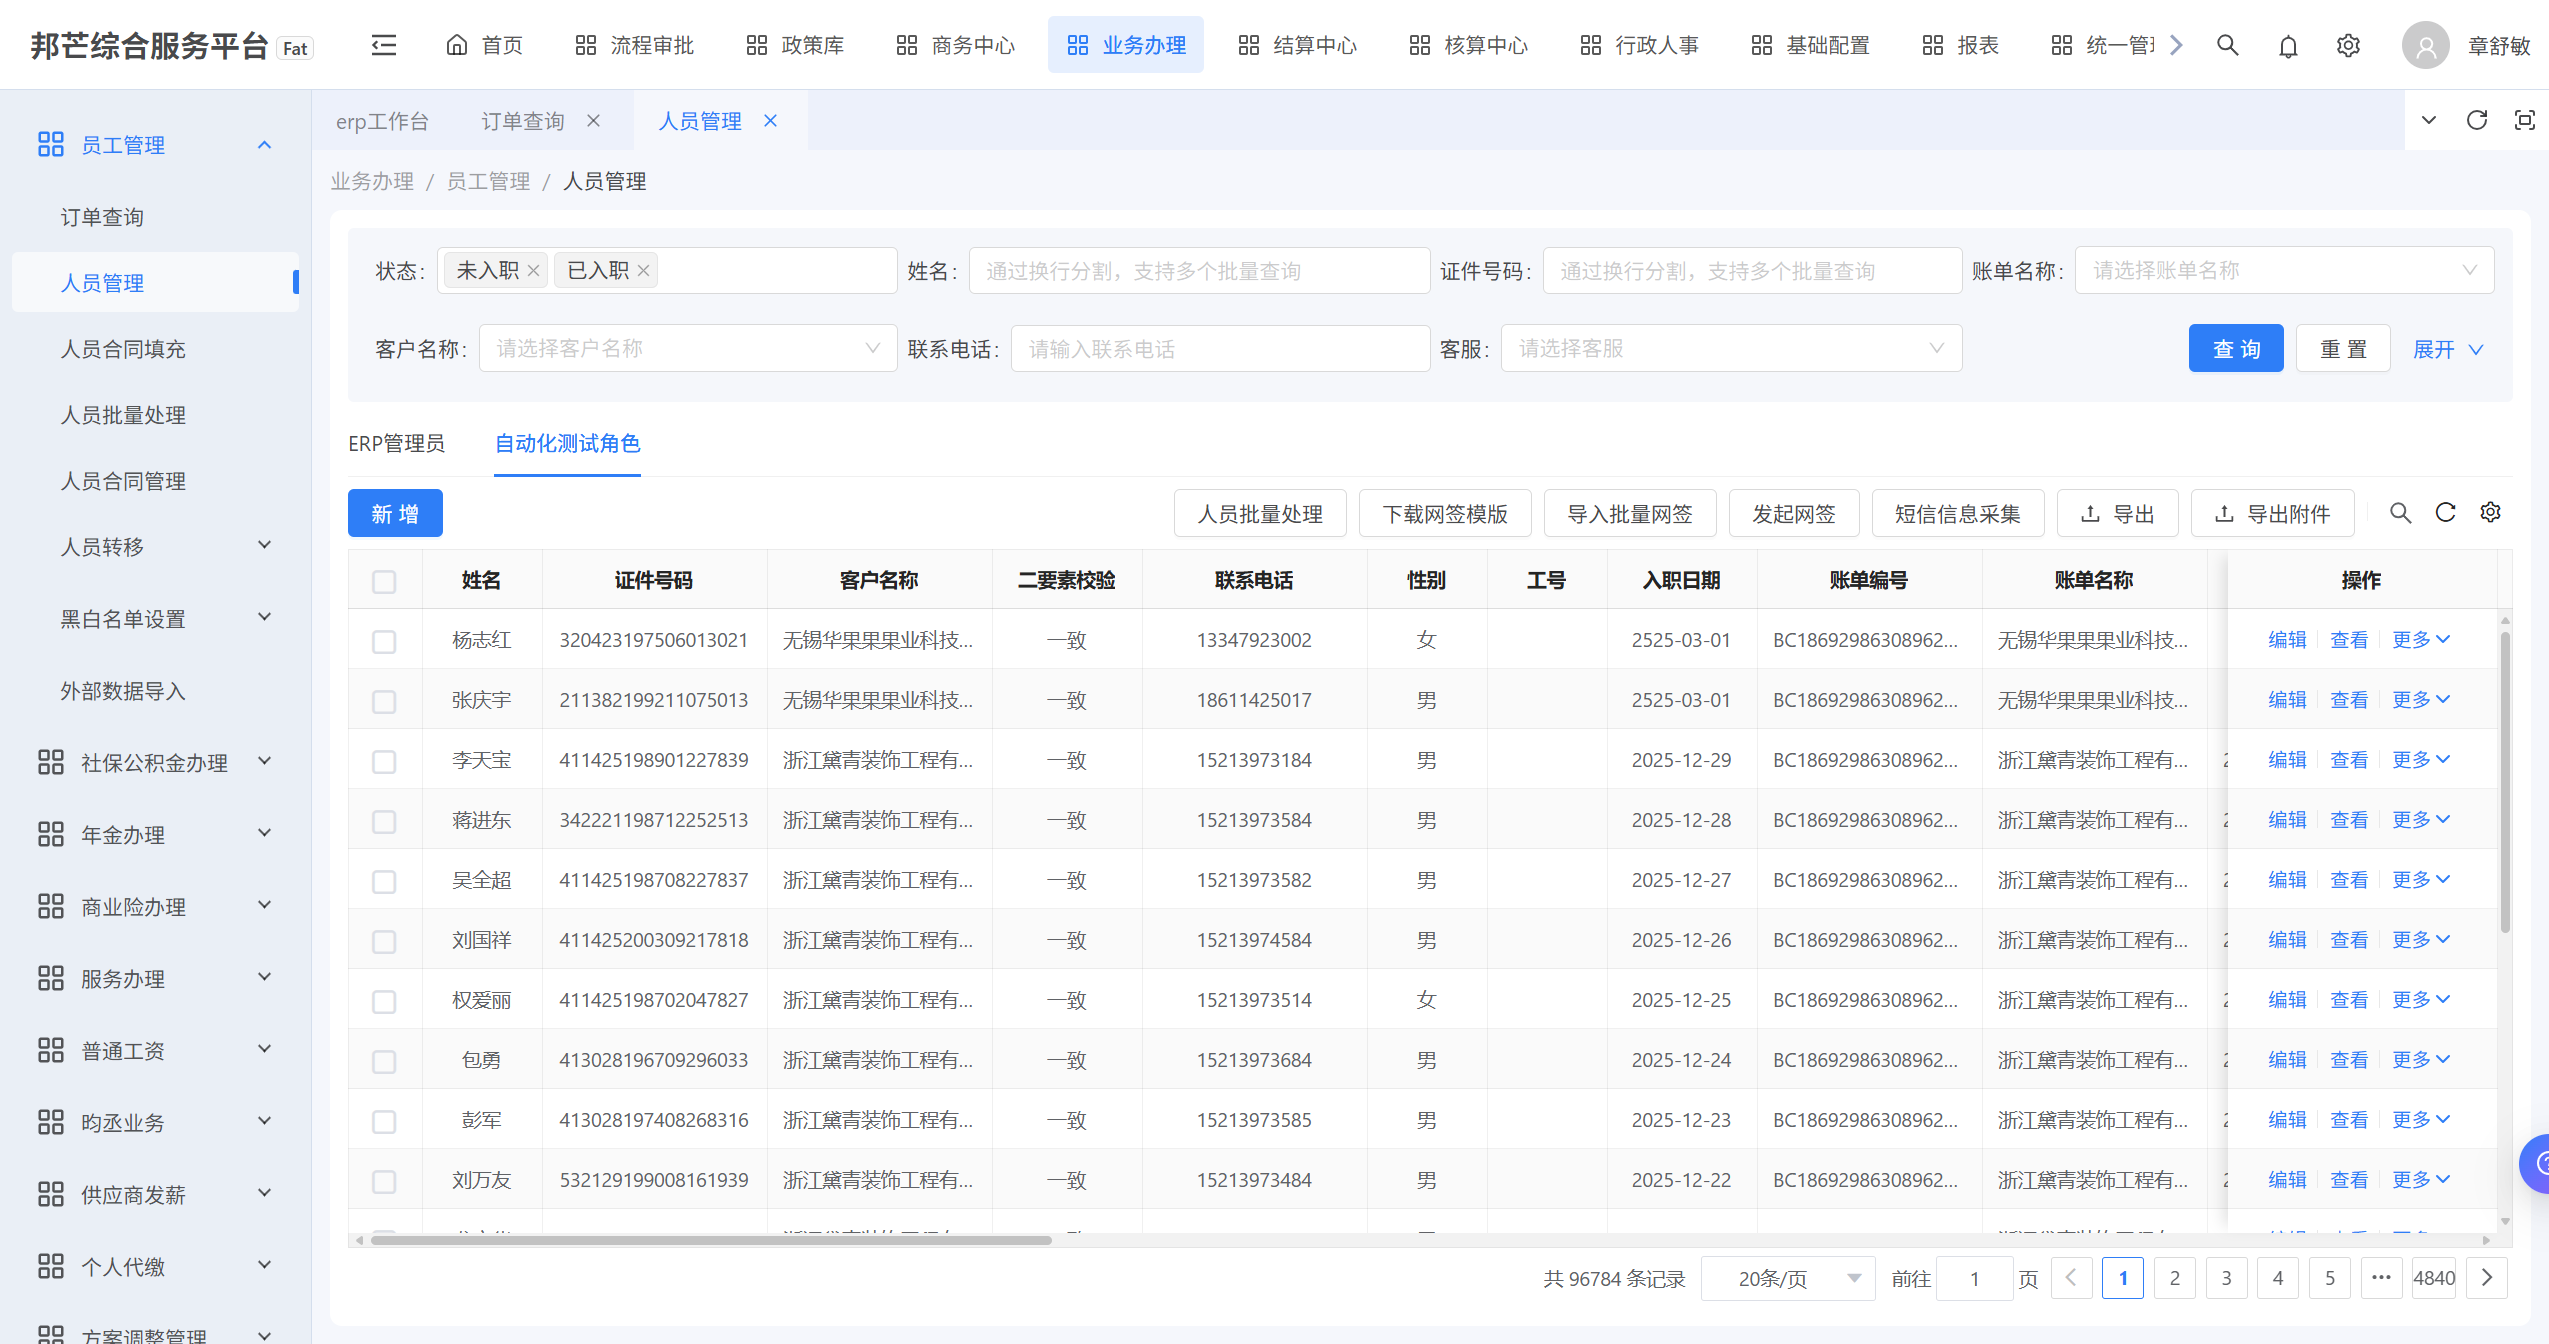 邦芒综合服务平台 Fat 首页 流程审批 政策库 商务中心 业务办理 结算中心 核算中心 行政人事 基础配置 报表 统一管 章舒敏
erp工作台 订单查询 人员管理
业务办理 / 员工管理 / 人员管理
员工管理
订单查询
人员管理
人员合同填充
人员批量处理
人员合同管理
人员转移
黑白名单设置
外部数据导入
社保公积金办理
年金办理
商业险办理
服务办理
普通工资
昀丞业务
供应商发薪
个人代缴
方案调整管理
状态: 未入职 已入职 姓名: 通过换行分割，支持多个批量查询 证件号码: 通过换行分割，支持多个批量查询 账单名称: 请选择账单名称
客户名称: 请选择客户名称 联系电话: 请输入联系电话 客服: 请选择客服 查 询 重 置 展开
ERP管理员 自动化测试角色
新 增 人员批量处理 下载网签模版 导入批量网签 发起网签 短信信息采集 导出 导出附件
姓名 证件号码 客户名称 二要素校验 联系电话 性别 工号 入职日期 账单编号 账单名称 操作
杨志红 320423197506013021 无锡华果果果业科技... 一致 13347923002 女 2525-03-01 BC18692986308962... 无锡华果果果业科技... 编辑 查看 更多
张庆宇 211382199211075013 无锡华果果果业科技... 一致 18611425017 男 2525-03-01 BC18692986308962... 无锡华果果果业科技... 编辑 查看 更多
李天宝 411425198901227839 浙江黛青装饰工程有... 一致 15213973184 男 2025-12-29 BC18692986308962... 浙江黛青装饰工程有... 编辑 查看 更多
蒋进东 342221198712252513 浙江黛青装饰工程有... 一致 15213973584 男 2025-12-28 BC18692986308962... 浙江黛青装饰工程有... 编辑 查看 更多
吴全超 411425198708227837 浙江黛青装饰工程有... 一致 15213973582 男 2025-12-27 BC18692986308962... 浙江黛青装饰工程有... 编辑 查看 更多
刘国祥 411425200309217818 浙江黛青装饰工程有... 一致 15213974584 男 2025-12-26 BC18692986308962... 浙江黛青装饰工程有... 编辑 查看 更多
权爱丽 411425198702047827 浙江黛青装饰工程有... 一致 15213973514 女 2025-12-25 BC18692986308962... 浙江黛青装饰工程有... 编辑 查看 更多
包勇 413028196709296033 浙江黛青装饰工程有... 一致 15213973684 男 2025-12-24 BC18692986308962... 浙江黛青装饰工程有... 编辑 查看 更多
彭军 413028197408268316 浙江黛青装饰工程有... 一致 15213973585 男 2025-12-23 BC18692986308962... 浙江黛青装饰工程有... 编辑 查看 更多
刘万友 532129199008161939 浙江黛青装饰工程有... 一致 15213973484 男 2025-12-22 BC18692986308962... 浙江黛青装饰工程有... 编辑 查看 更多
共 96784 条记录 20条/页 前往 1 页 1 2 3 4 5 ••• 4840